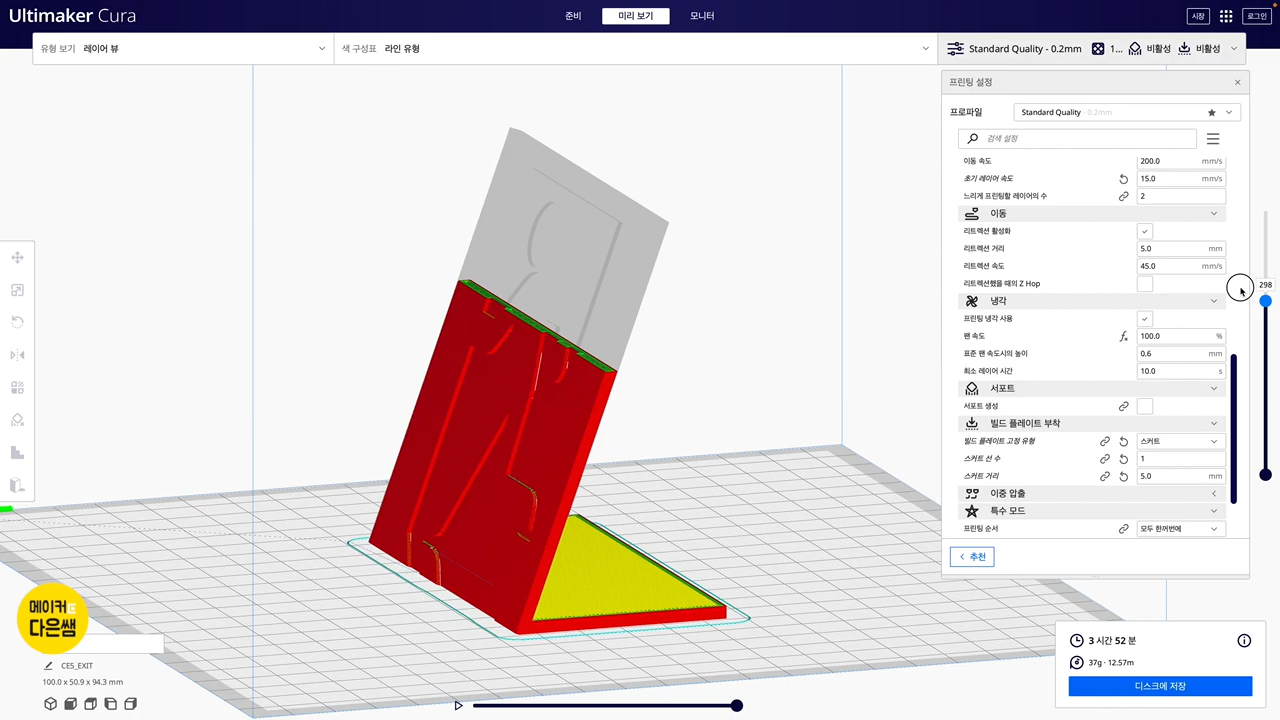 Ultimaker Cura
준비
미리 보기
모니터
시장
로그인
유형 보기 레이어 뷰
색 구성표 라인 유형
Standard Quality - 0.2mm
1...
비활성
비활성
프린팅 설정
프로파일
Standard Quality - 0.2mm
검색 설정
이동 속도 200.0 mm/s
초기 레이어 속도 15.0 mm/s
느리게 프린팅할 레이어의 수 2
이동
리트렉션 활성화
리트렉션 거리 5.0 mm
리트렉션 속도 45.0 mm/s
리트렉션했을 때의 Z Hop
298
냉각
프린팅 냉각 사용
팬 속도 100.0 %
표준 팬 속도시의 높이 0.6 mm
최소 레이어 시간 10.0 s
서포트
서포트 생성
빌드 플레이트 부착
빌드 플레이트 고정 유형 스커트
스커트 선 수 1
스커트 거리 5.0 mm
이중 압출
특수 모드
프린팅 순서 모두 한꺼번에
추천
메이커
다은쌤
CE5_EXIT
100.0 x 50.9 x 94.3 mm
3 시간 52 분
37g · 12.57m
디스크에 저장